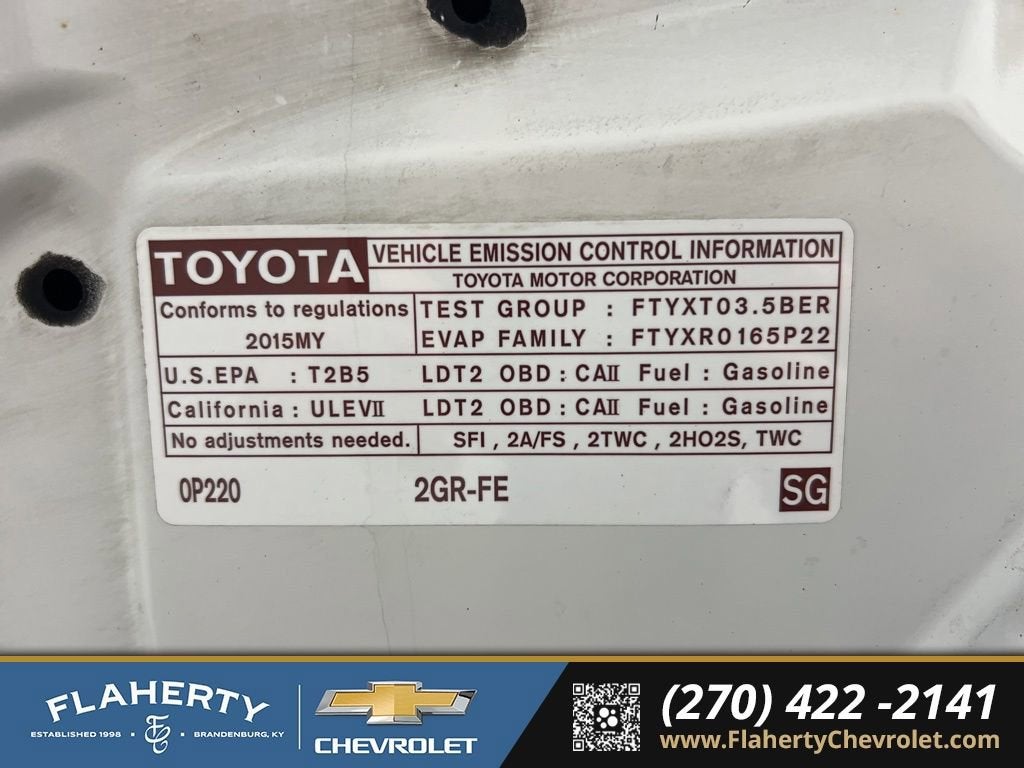 TOYOTA VEHICLE EMISSION CONTROL INFORMATION
TOYOTA MOTOR CORPORATION
Conforms to regulations
2015MY
TEST GROUP : FTYXT03.5BER
EVAP FAMILY : FTYXR0165P22
U.S.EPA : T2B5 LDT2 OBD : CAII Fuel : Gasoline
California : ULEVII LDT2 OBD : CAII Fuel : Gasoline
No adjustments needed. SFI , 2A/FS , 2TWC , 2HO2S, TWC
0P220 2GR-FE SG
FLAHERTY
ESTABLISHED 1998 • BRANDENBURG, KY
CHEVROLET
(270) 422 -2141
www.FlahertyChevrolet.com